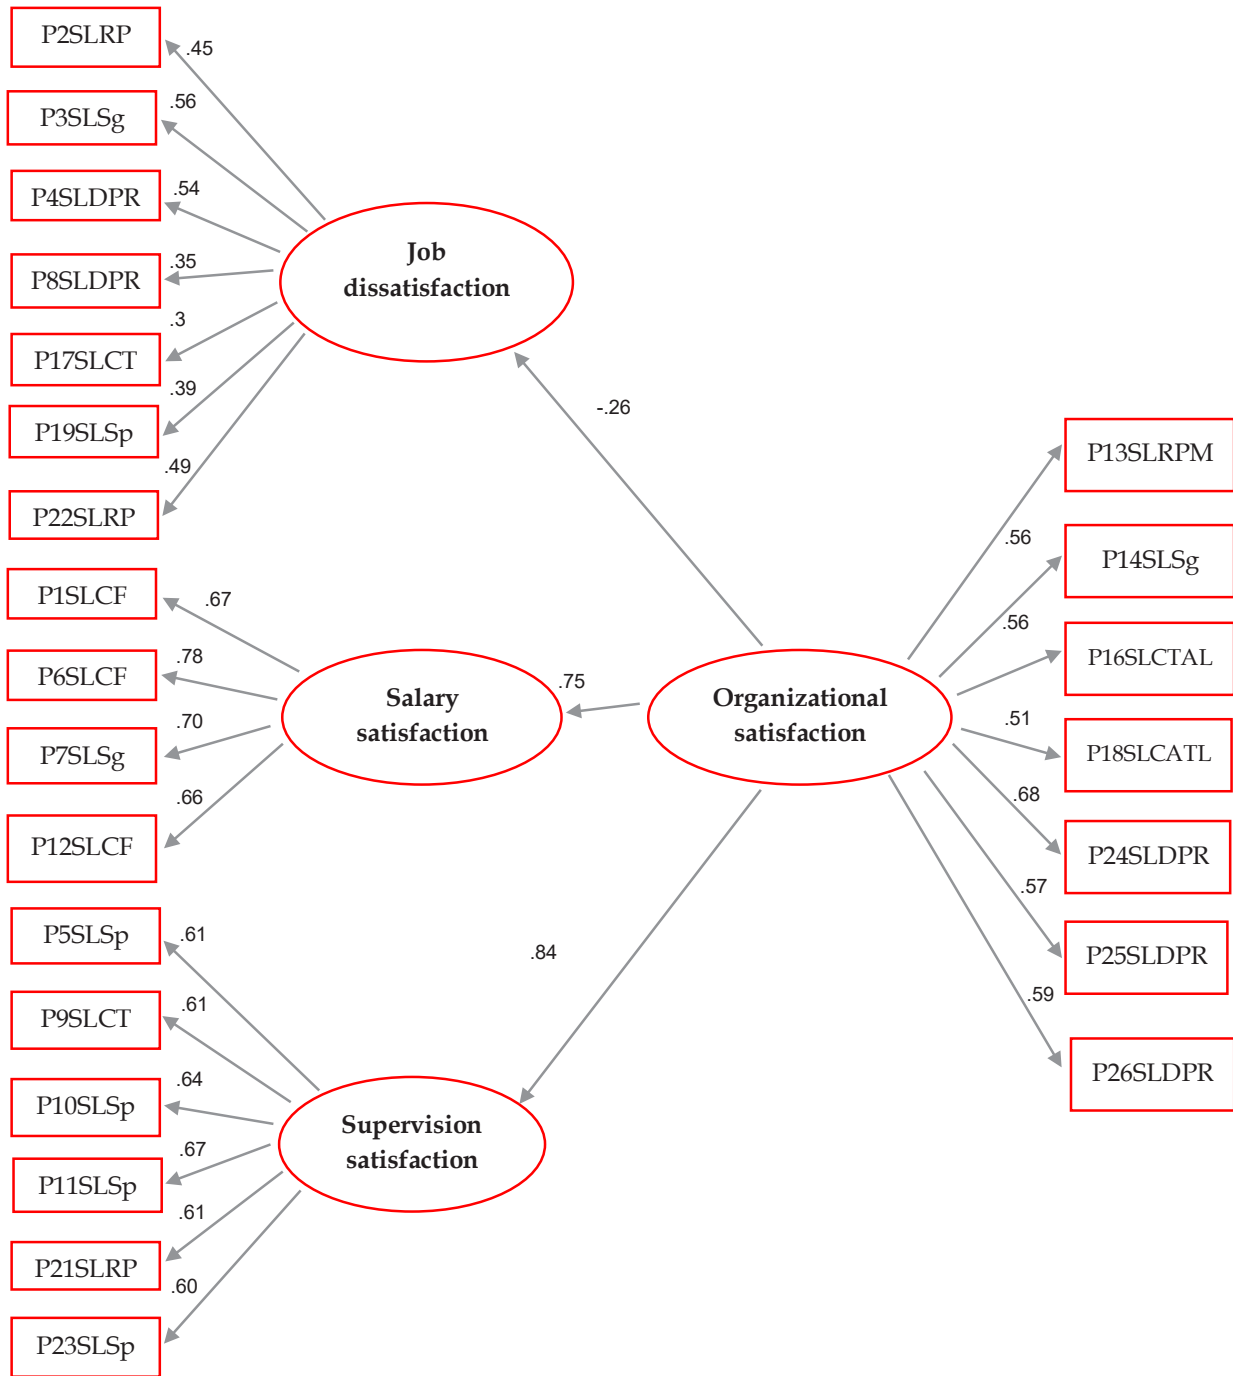 P2SLRP
.45
P3SLSg
.56
P4SLDPR
.54
P8SLDPR
.35
P17SLCT
.3
P19SLSp
.39
P22SLRP
.49
Job
dissatisfaction
-.26
P1SLCF
.67
P6SLCF
.78
P7SLSg
.70
P12SLCF
.66
Salary
satisfaction
.75
Organizational
satisfaction
P5SLSp
.61
P9SLCT
.61
P10SLSp
.64
P11SLSp
.67
P21SLRP
.61
P23SLSp
.60
Supervision
satisfaction
.84
P13SLRPM
.56
P14SLSg
.56
P16SLCTAL
.51
P18SLCATL
.68
P24SLDPR
.57
P25SLDPR
.59
P26SLDPR